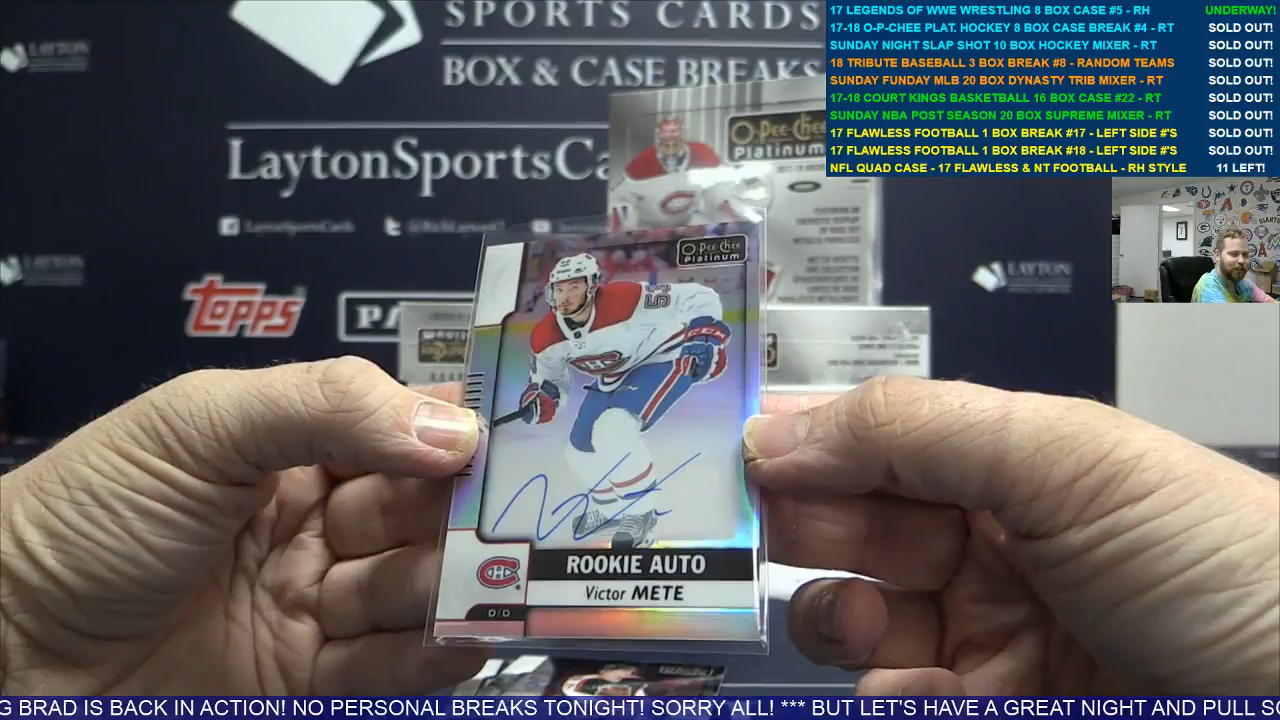 17 LEGENDS OF WWE WRESTLING 8 BOX CASE #5 - RH UNDERWAY!
17-18 O-P-CHEE PLAT. HOCKEY 8 BOX CASE BREAK #4 - RT SOLD OUT!
SUNDAY NIGHT SLAP SHOT 10 BOX HOCKEY MIXER - RT SOLD OUT!
18 TRIBUTE BASEBALL 3 BOX BREAK #8 - RANDOM TEAMS SOLD OUT!
SUNDAY FUNDAY MLB 20 BOX DYNASTY TRIB MIXER - RT SOLD OUT!
17-18 COURT KINGS BASKETBALL 16 BOX CASE #22 - RT SOLD OUT!
SUNDAY NBA POST SEASON 20 BOX SUPREME MIXER - RT SOLD OUT!
17 FLAWLESS FOOTBALL 1 BOX BREAK #17 - LEFT SIDE #'S SOLD OUT!
17 FLAWLESS FOOTBALL 1 BOX BREAK #18 - LEFT SIDE #'S SOLD OUT!
NFL QUAD CASE - 17 FLAWLESS & NT FOOTBALL - RH STYLE 11 LEFT!
SPORTS CARDS
BOX & CASE BREAKS
LaytonSportsCa
LaytonSportsCards
LAYTON
LAYTON
topps
PA
O-Pee-Chee
Platinum
O-Pee-Chee
Platinum
53
CHC
ROOKIE AUTO
Victor METE
D/D
G BRAD IS BACK IN ACTION! NO PERSONAL BREAKS TONIGHT! SORRY ALL! *** BUT LET'S HAVE A GREAT NIGHT AND PULL SO